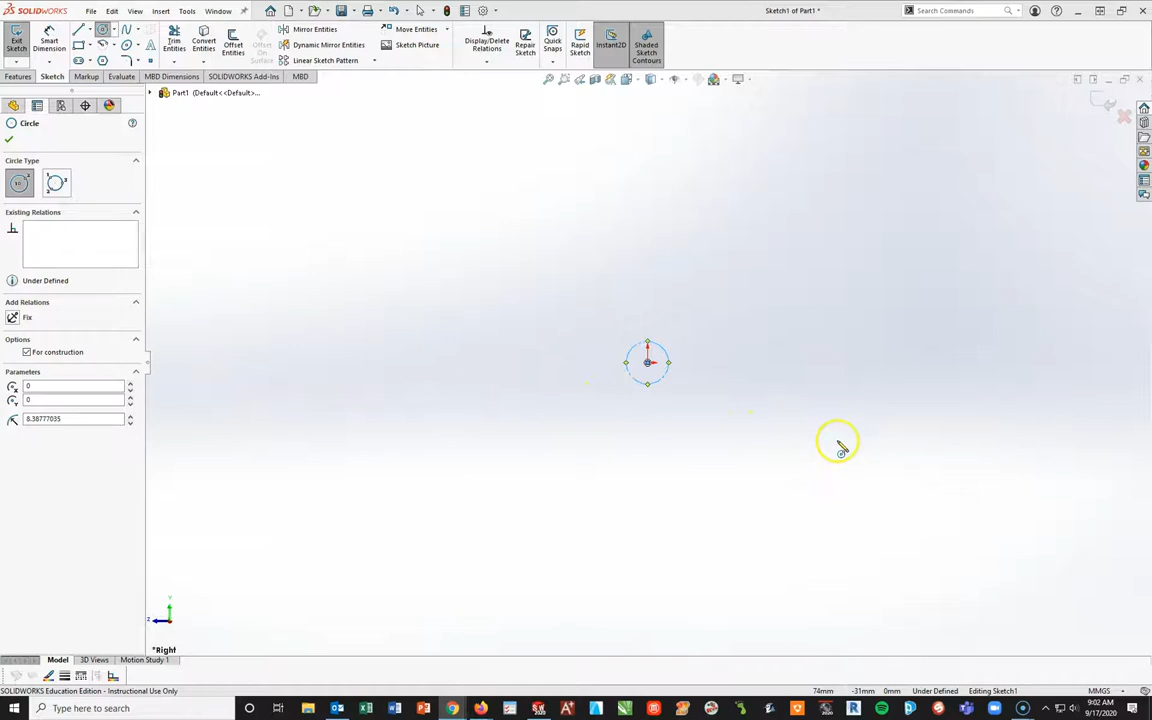 SOLIDWORKS File Edit View Insert Tools Window Sketch1 of Part1 * Search Commands
Exit Sketch
Smart Dimension
Trim Entities
Convert Entities
Offset Entities
Offset On Surface
Mirror Entities
Dynamic Mirror Entities
Linear Sketch Pattern
Move Entities
Sketch Picture
Display/Delete Relations
Repair Sketch
Quick Snaps
Rapid Sketch
Instant2D
Shaded Sketch Contours
Features Sketch Markup Evaluate MBD Dimensions SOLIDWORKS Add-Ins MBD
Part1 (Default<<Default>...
Circle
Circle Type
Existing Relations
Under Defined
Add Relations
Fix
Options
For construction
Parameters
0
0
8.38777035
Y
Z
*Right
Model 3D Views Motion Study 1
SOLIDWORKS Education Edition - Instructional Use Only 74mm -31mm 0mm Under Defined Editing Sketch1 MMGS
Type here to search
9:02 AM
9/17/2020